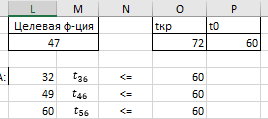 L M N O P
Целевая ф-ция tкр t0
47 72 60
А: 32 t36 <= 60
49 t46 <= 60
60 t56 <= 60